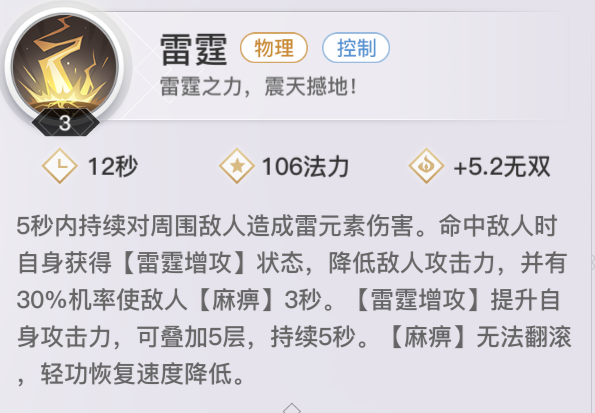 雷霆 物理 控制
雷霆之力，震天撼地！
3
12秒 106法力 +5.2无双
5秒内持续对周围敌人造成雷元素伤害。命中敌人时
自身获得【雷霆增攻】状态，降低敌人攻击力，并有
30%机率使敌人【麻痹】3秒。【雷霆增攻】提升自
身攻击力，可叠加5层，持续5秒。【麻痹】无法翻滚
，轻功恢复速度降低。